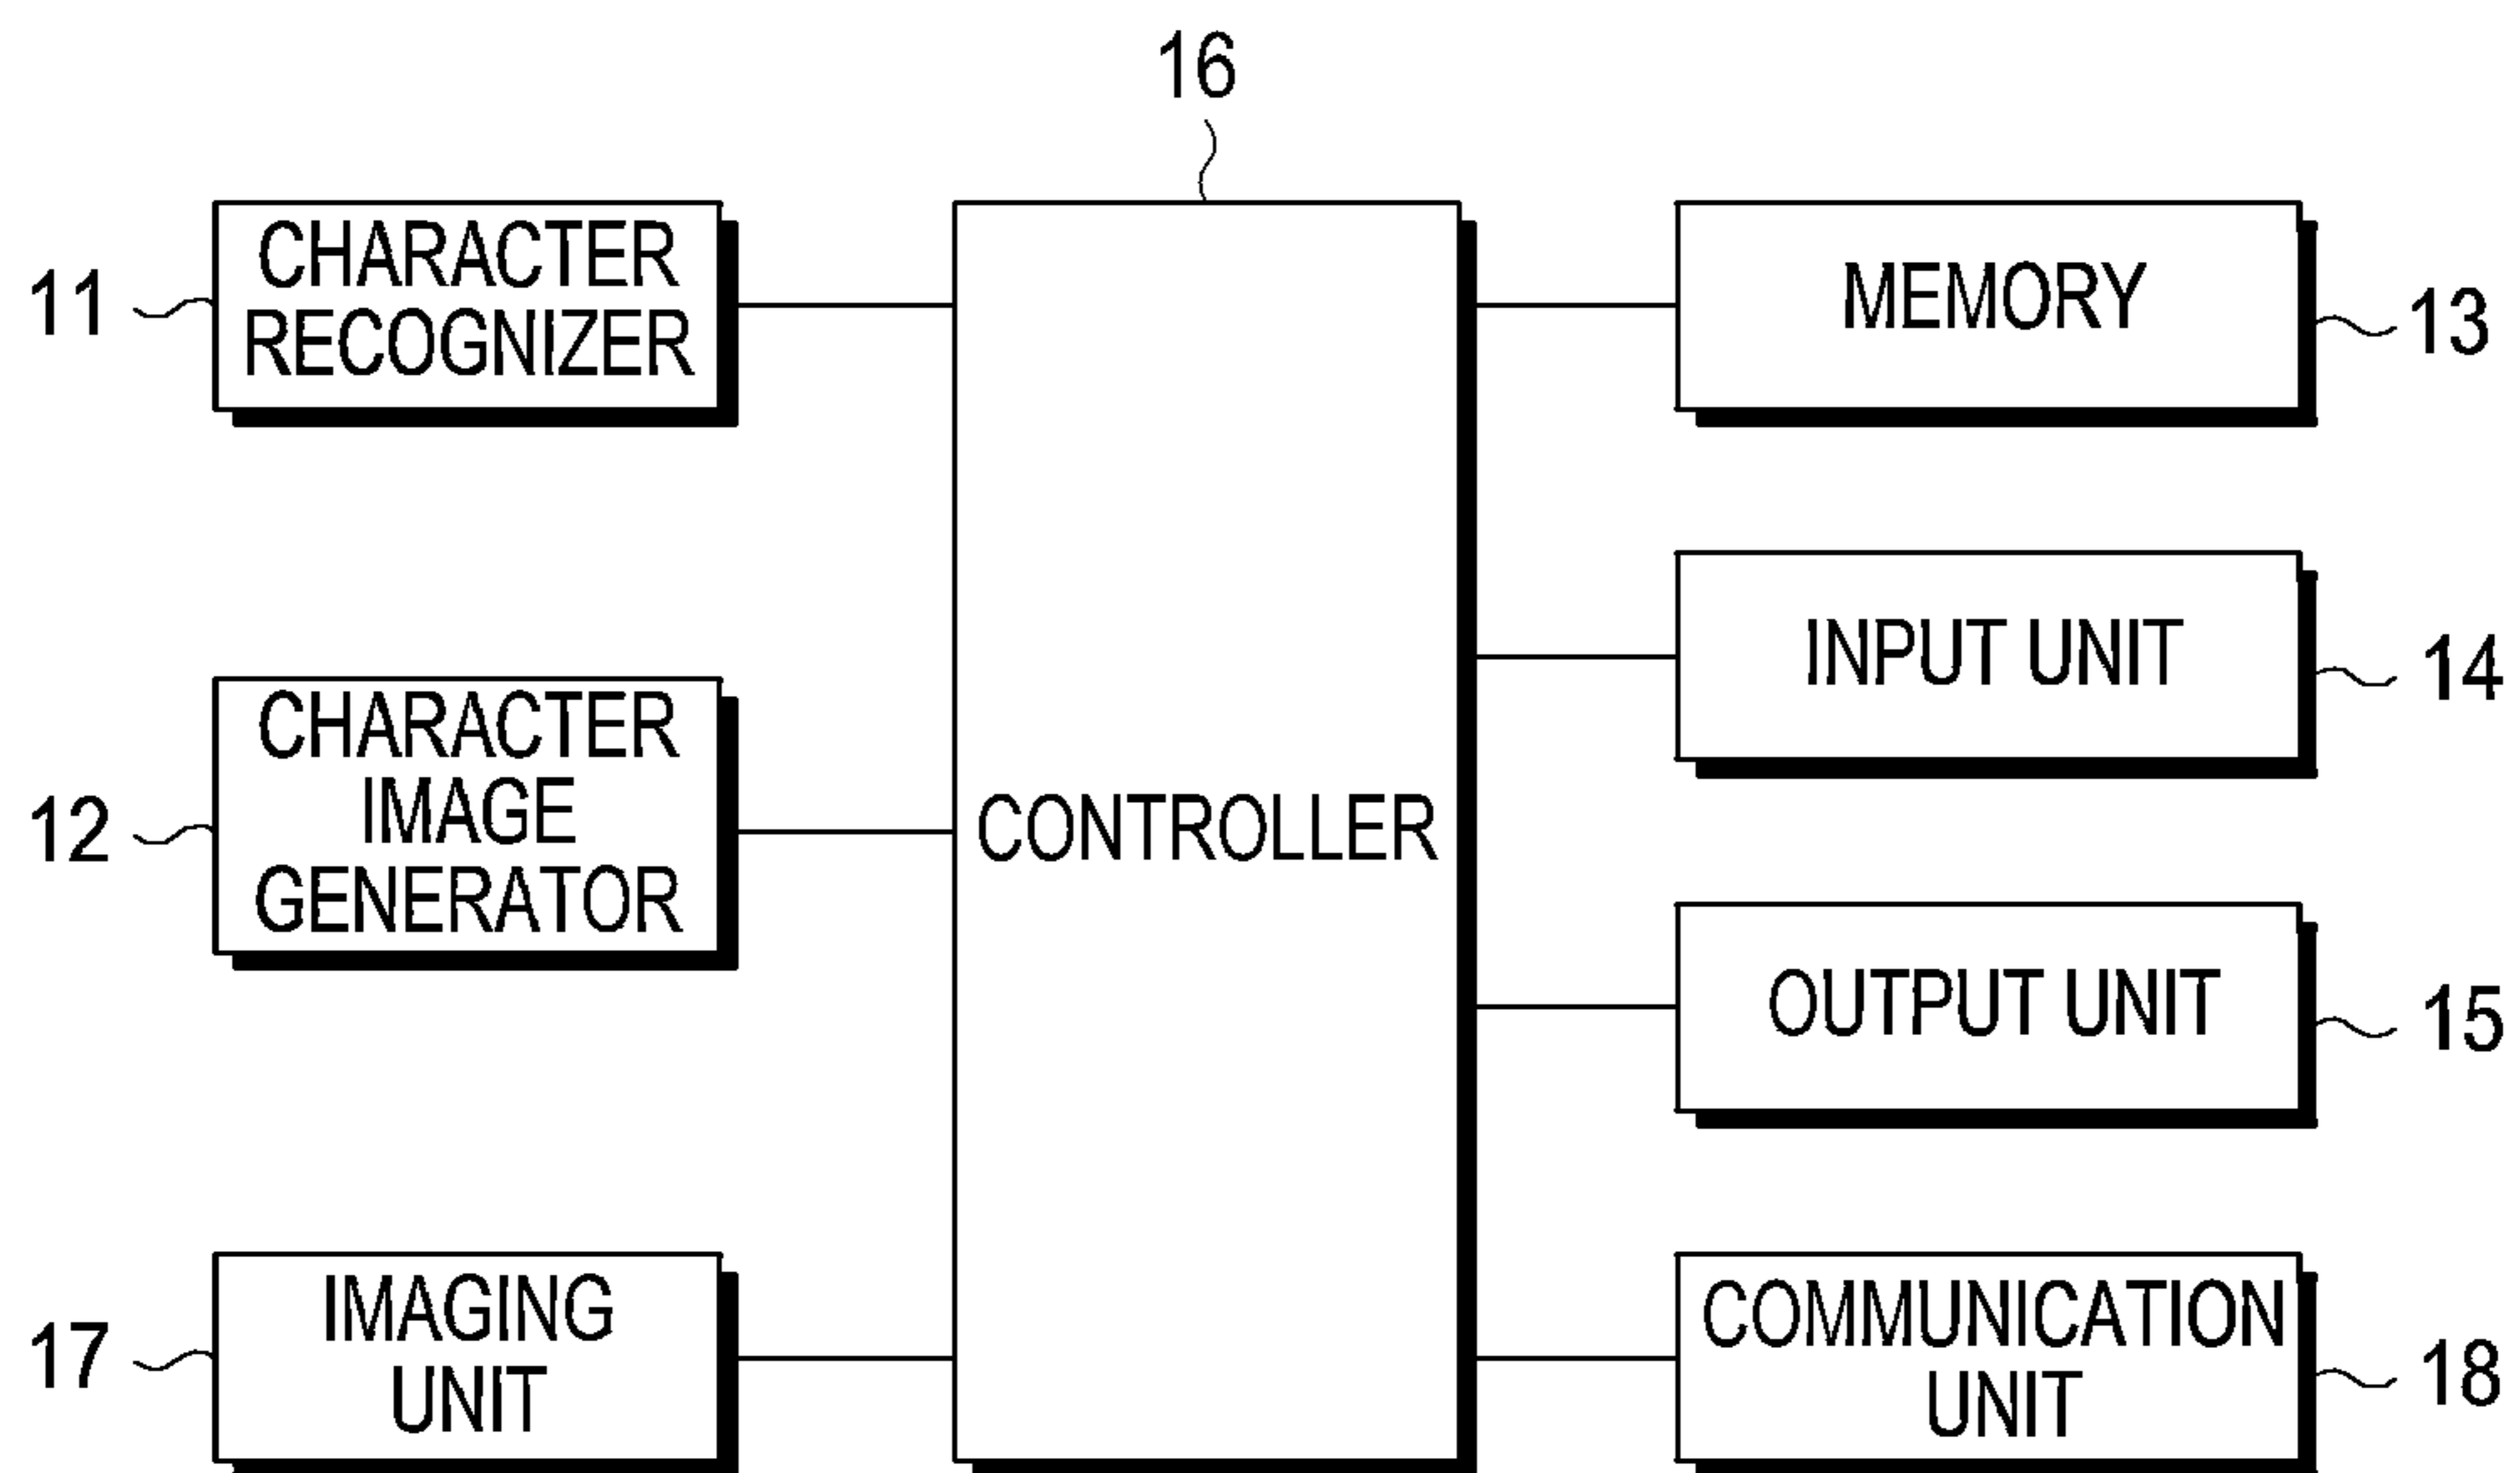 16
11
CHARACTER
RECOGNIZER
12
CHARACTER
IMAGE
GENERATOR
17
IMAGING
UNIT
CONTROLLER
MEMORY
13
INPUT UNIT
14
OUTPUT UNIT
15
COMMUNICATION
UNIT
18